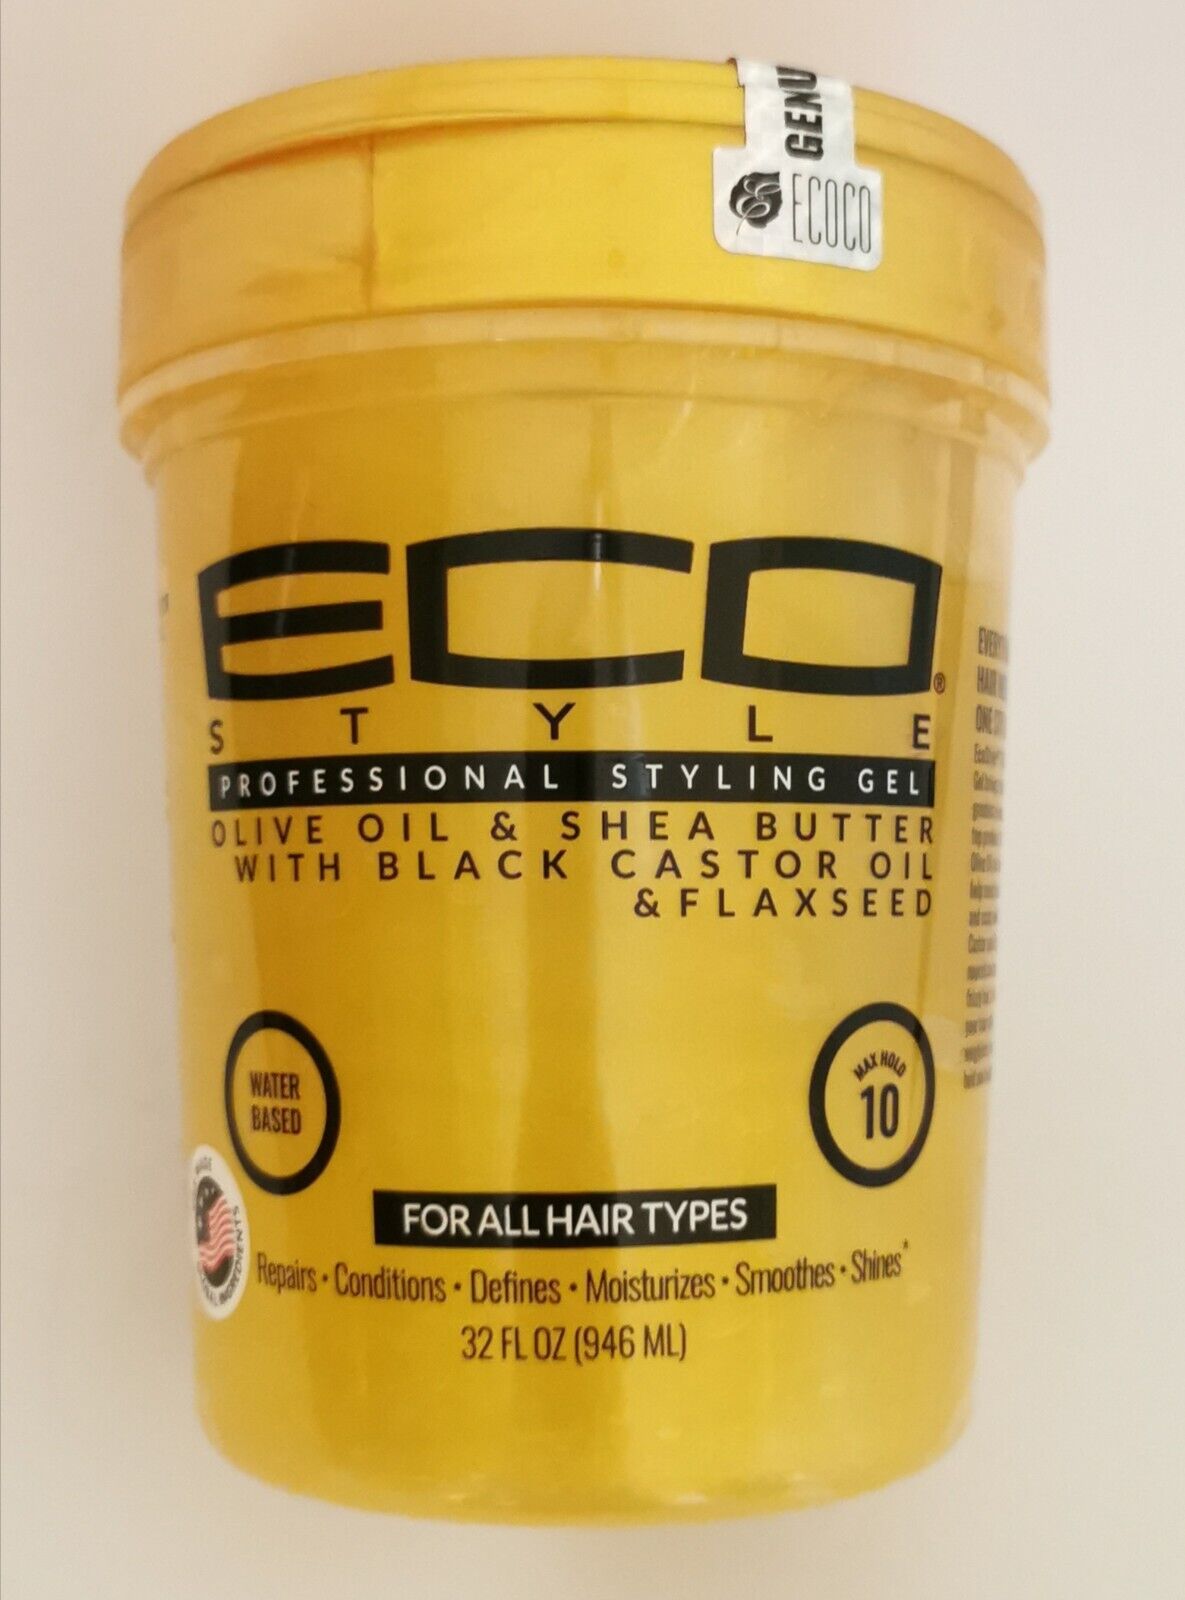 GENU
ECOCO
ECO®
STYLE
PROFESSIONAL STYLING GEL
OLIVE OIL & SHEA BUTTER
WITH BLACK CASTOR OIL
& FLAXSEED
WATER
BASED
MAX HOLD
10
FOR ALL HAIR TYPES
Repairs • Conditions • Defines • Moisturizes • Smoothes • Shines*
32 FL OZ (946 ML)